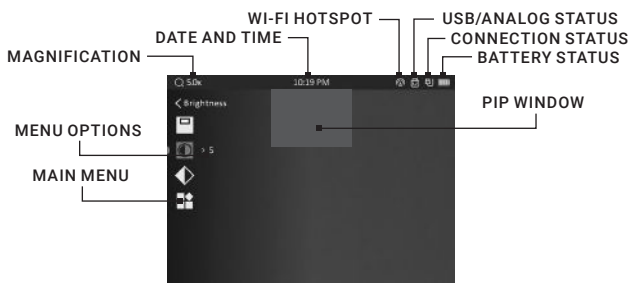 WI-FI HOTSPOT
USB/ANALOG STATUS
DATE AND TIME
CONNECTION STATUS
MAGNIFICATION
BATTERY STATUS
5.0x
10:19 PM
Brightness
PIP WINDOW
MENU OPTIONS
> 5
MAIN MENU